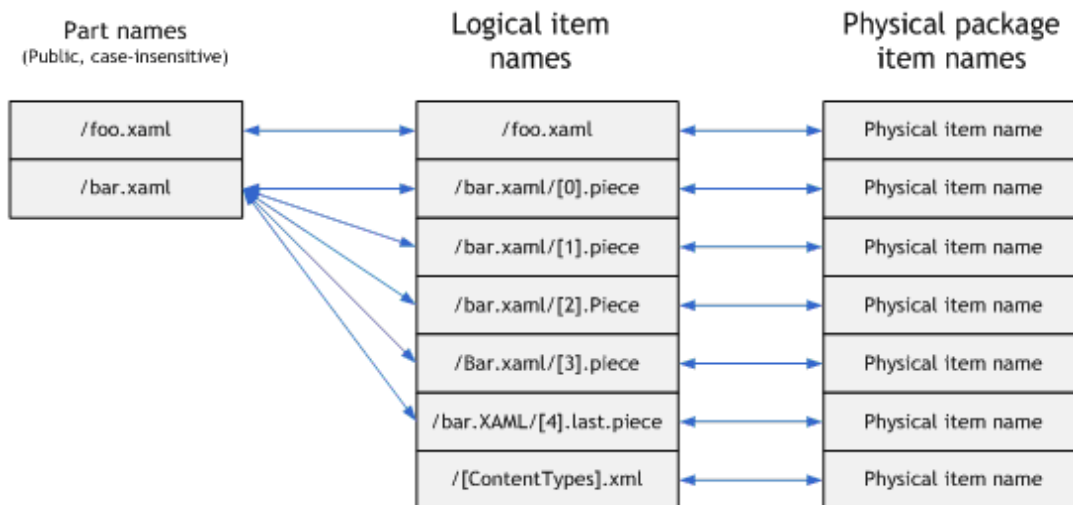 Part names
(Public, case-insensitive)
Logical item
names
Physical package
item names
/foo.xaml
/foo.xaml
Physical item name
/bar.xaml
/bar.xaml/[0].piece
Physical item name
/bar.xaml/[1].piece
Physical item name
/bar.xaml/[2].Piece
Physical item name
/Bar.xaml/[3].piece
Physical item name
/bar.XAML/[4].last.piece
Physical item name
/[ContentTypes].xml
Physical item name